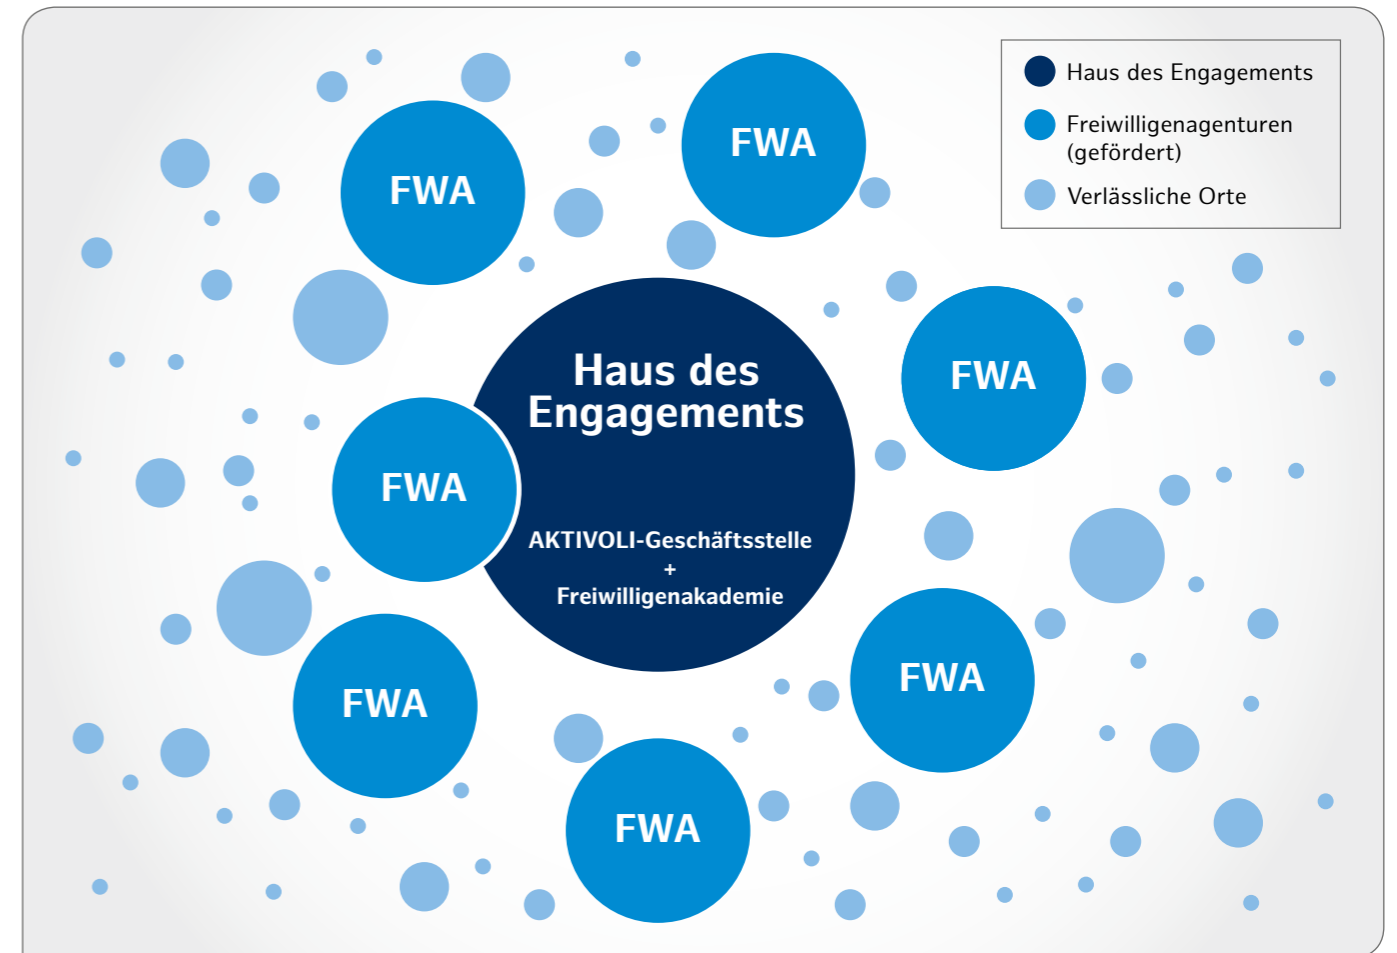 Haus des Engagements
Freiwilligenagenturen
(gefördert)
Verlässliche Orte
FWA
FWA
FWA
Haus des
Engagements
FWA
AKTIVOLI-Geschäftsstelle
+
Freiwilligenakademie
FWA
FWA
FWA